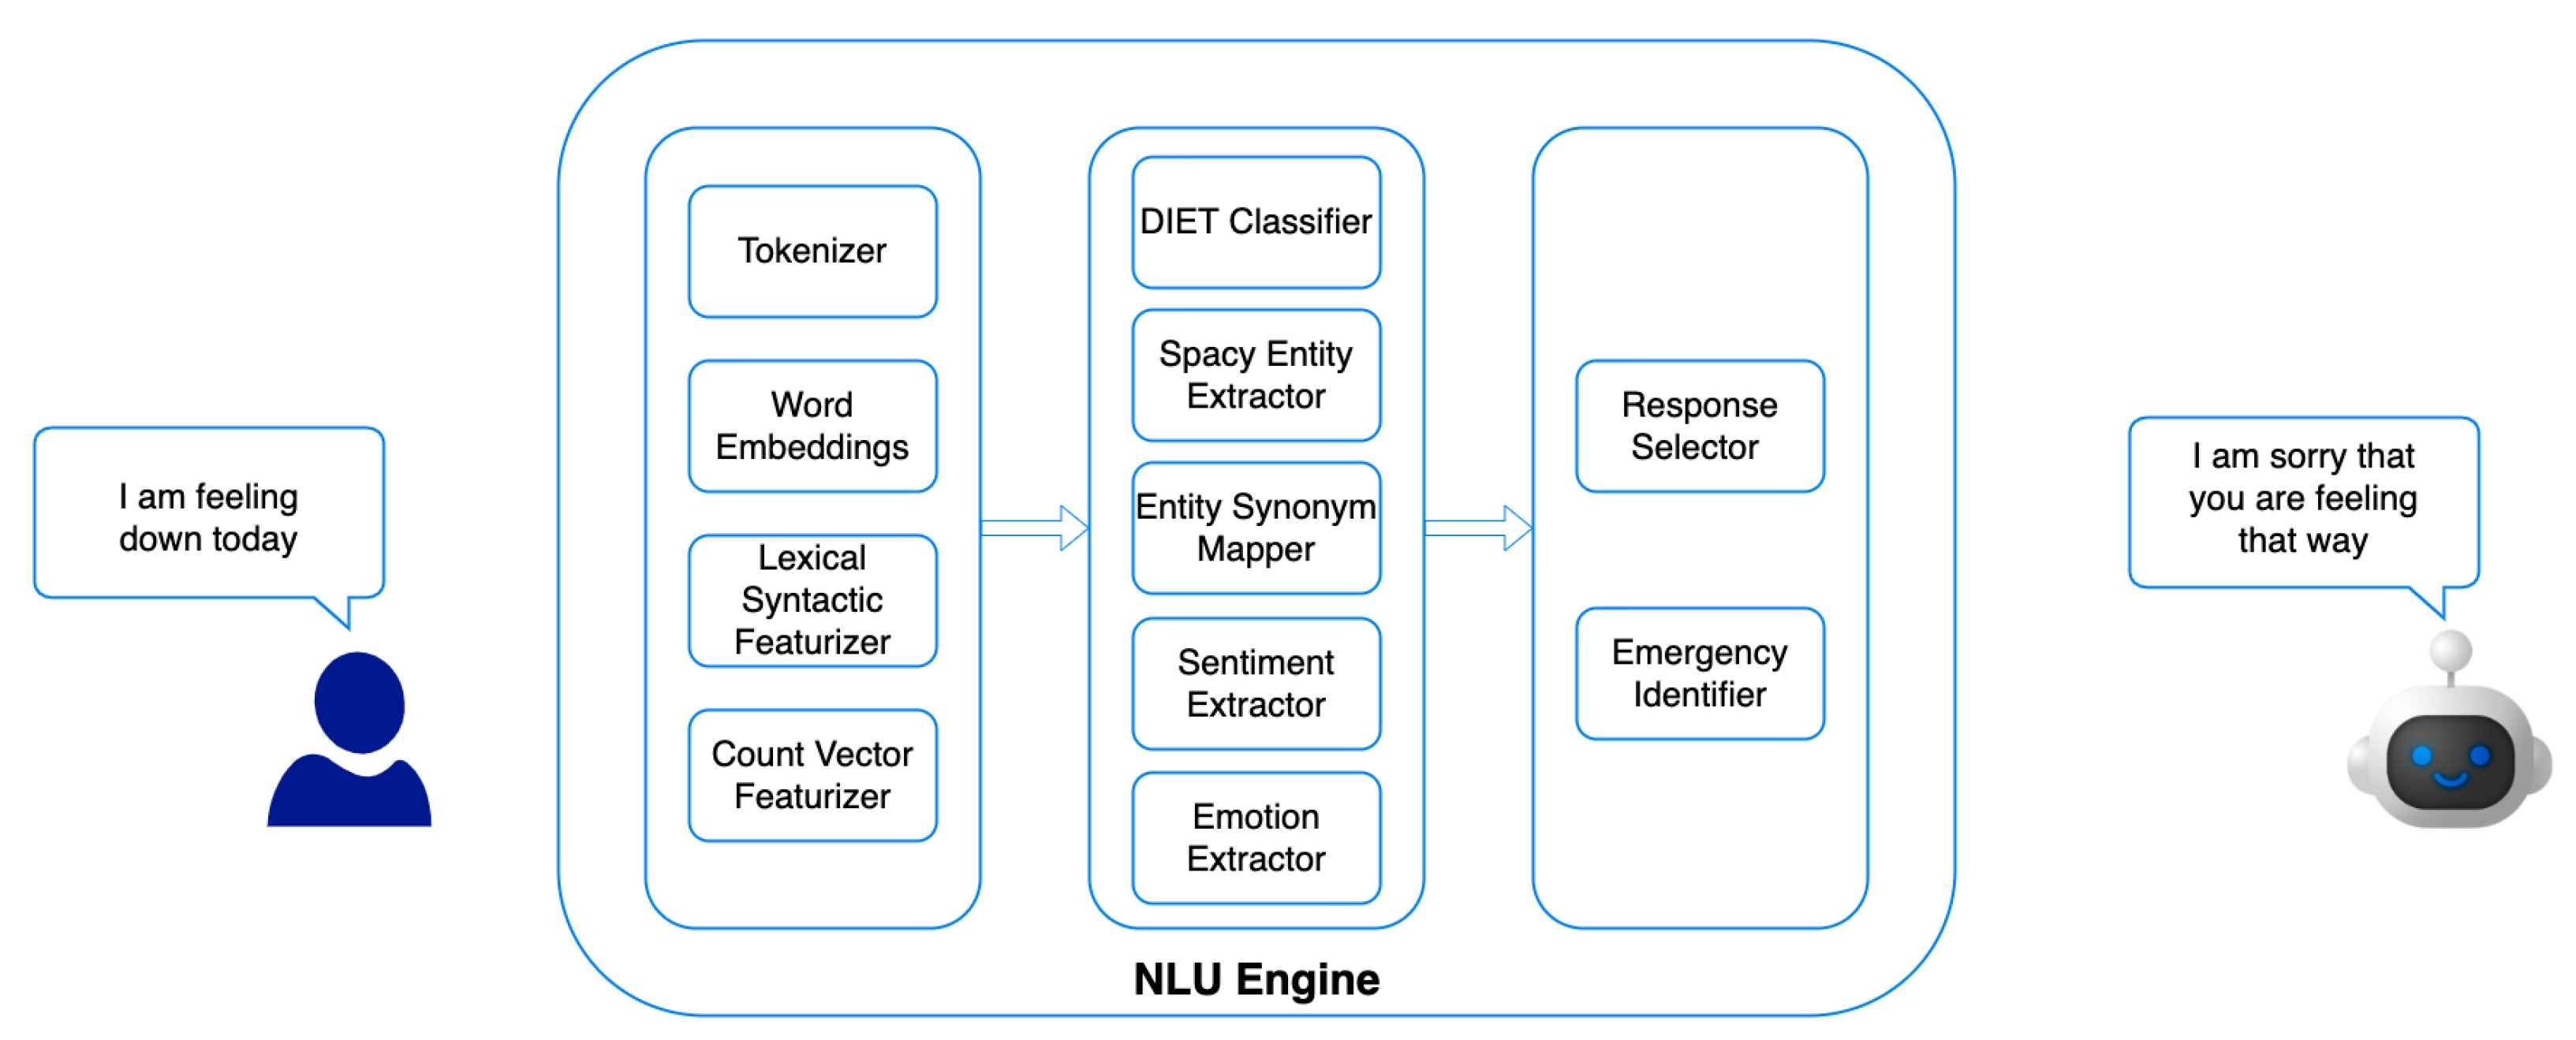 I am feeling
down today
Tokenizer
Word
Embeddings
Lexical
Syntactic
Featurizer
Count Vector
Featurizer
DIET Classifier
Spacy Entity
Extractor
Entity Synonym
Mapper
Sentiment
Extractor
Emotion
Extractor
Response
Selector
Emergency
Identifier
NLU Engine
I am sorry that
you are feeling
that way